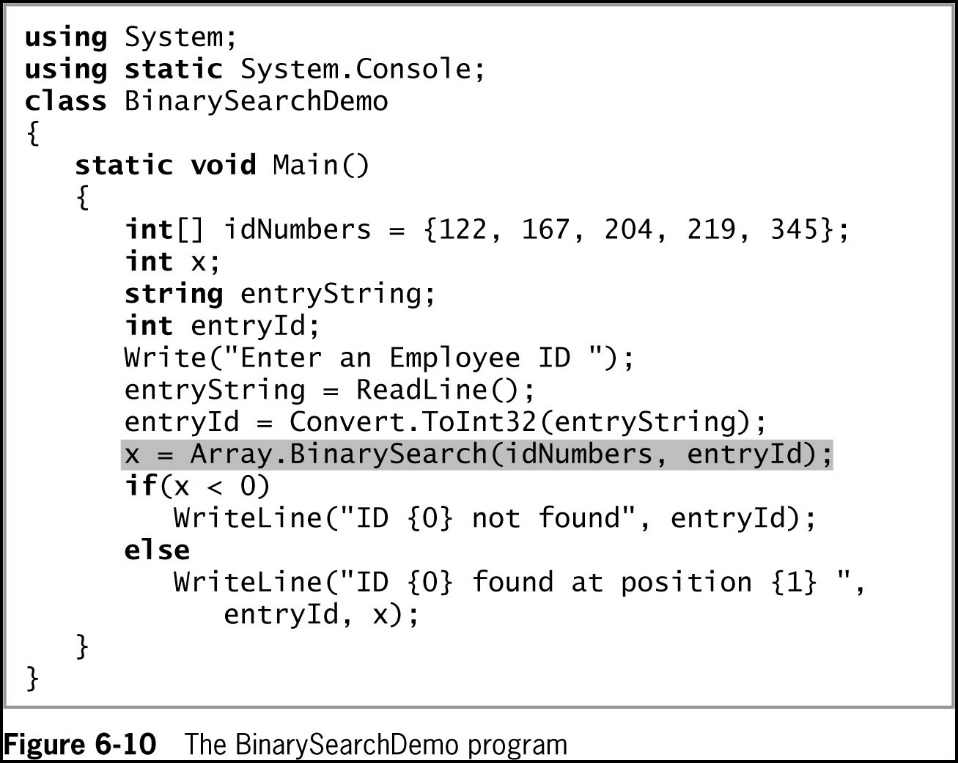 using System;
using static System.Console;
class BinarySearchDemo
{
   static void Main()
   {
      int[] idNumbers = {122, 167, 204, 219, 345};
      int x;
      string entryString;
      int entryId;
      Write("Enter an Employee ID ");
      entryString = ReadLine();
      entryId = Convert.ToInt32(entryString);
      x = Array.BinarySearch(idNumbers, entryId);
      if(x < 0)
         WriteLine("ID {0} not found", entryId);
      else
         WriteLine("ID {0} found at position {1} ",
            entryId, x);
   }
}
Figure 6-10 The BinarySearchDemo program